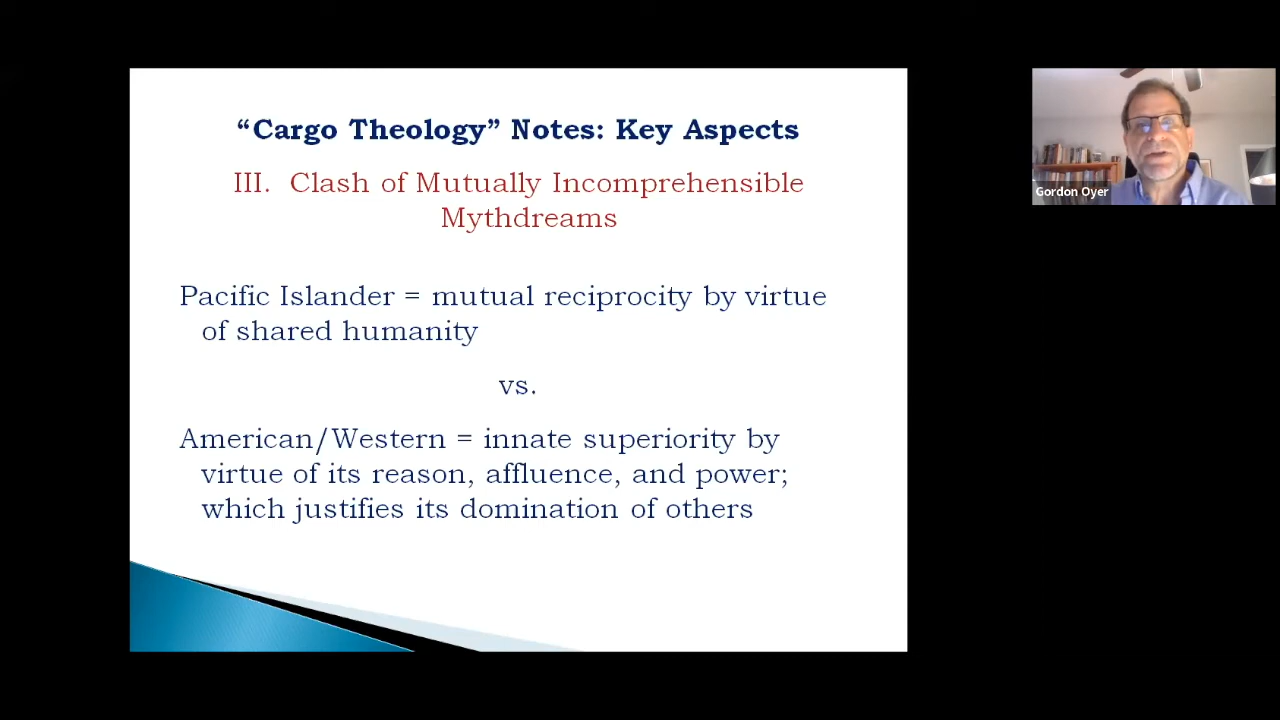 “Cargo Theology” Notes: Key Aspects
III. Clash of Mutually Incomprehensible
Mythdreams
Pacific Islander = mutual reciprocity by virtue
of shared humanity
vs.
American/Western = innate superiority by
virtue of its reason, affluence, and power;
which justifies its domination of others
Gordon Oyer